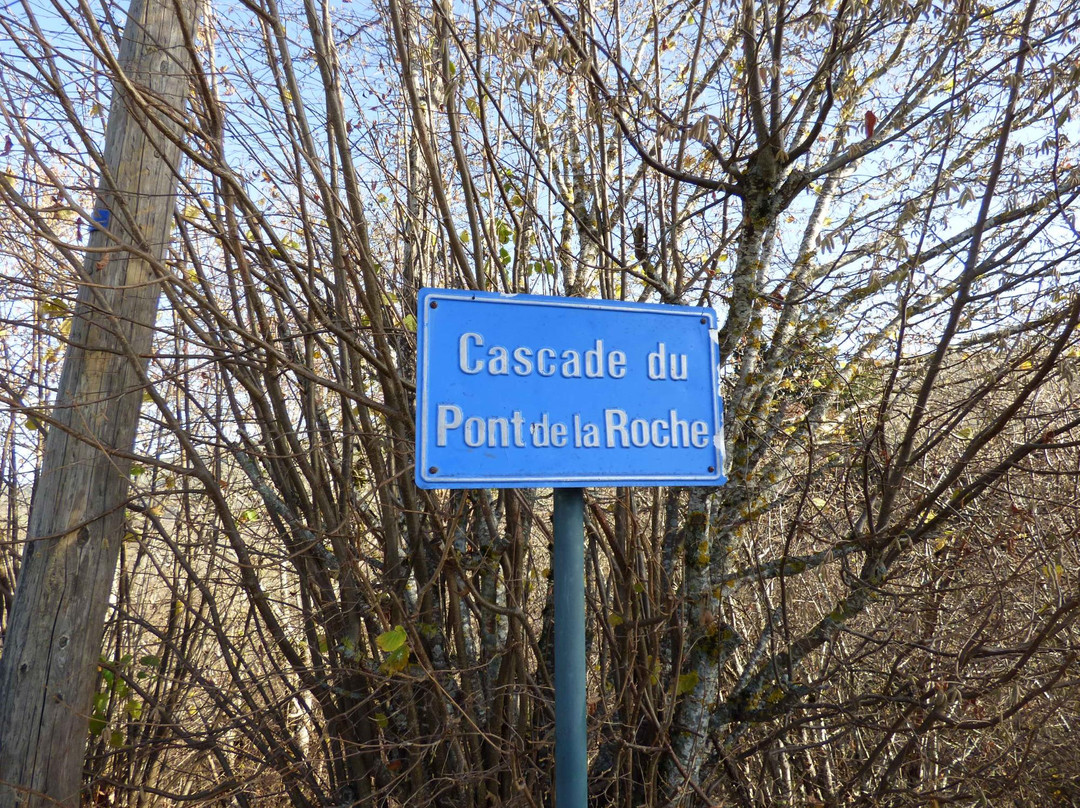 Cascade du
Pont de la Roche